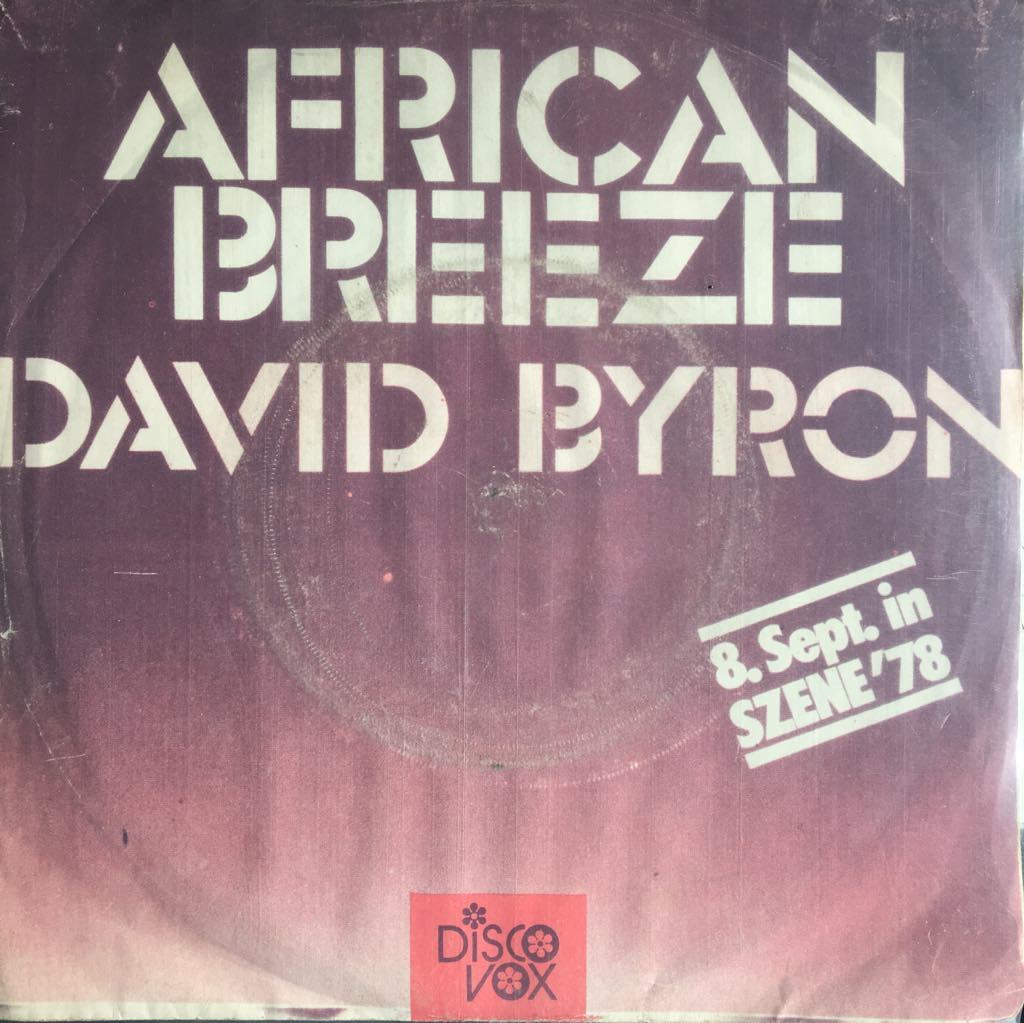 AFRICAN
BREEZE
DAVID BYRON
8. Sept. in
SZENE '78
DISCO
VOX